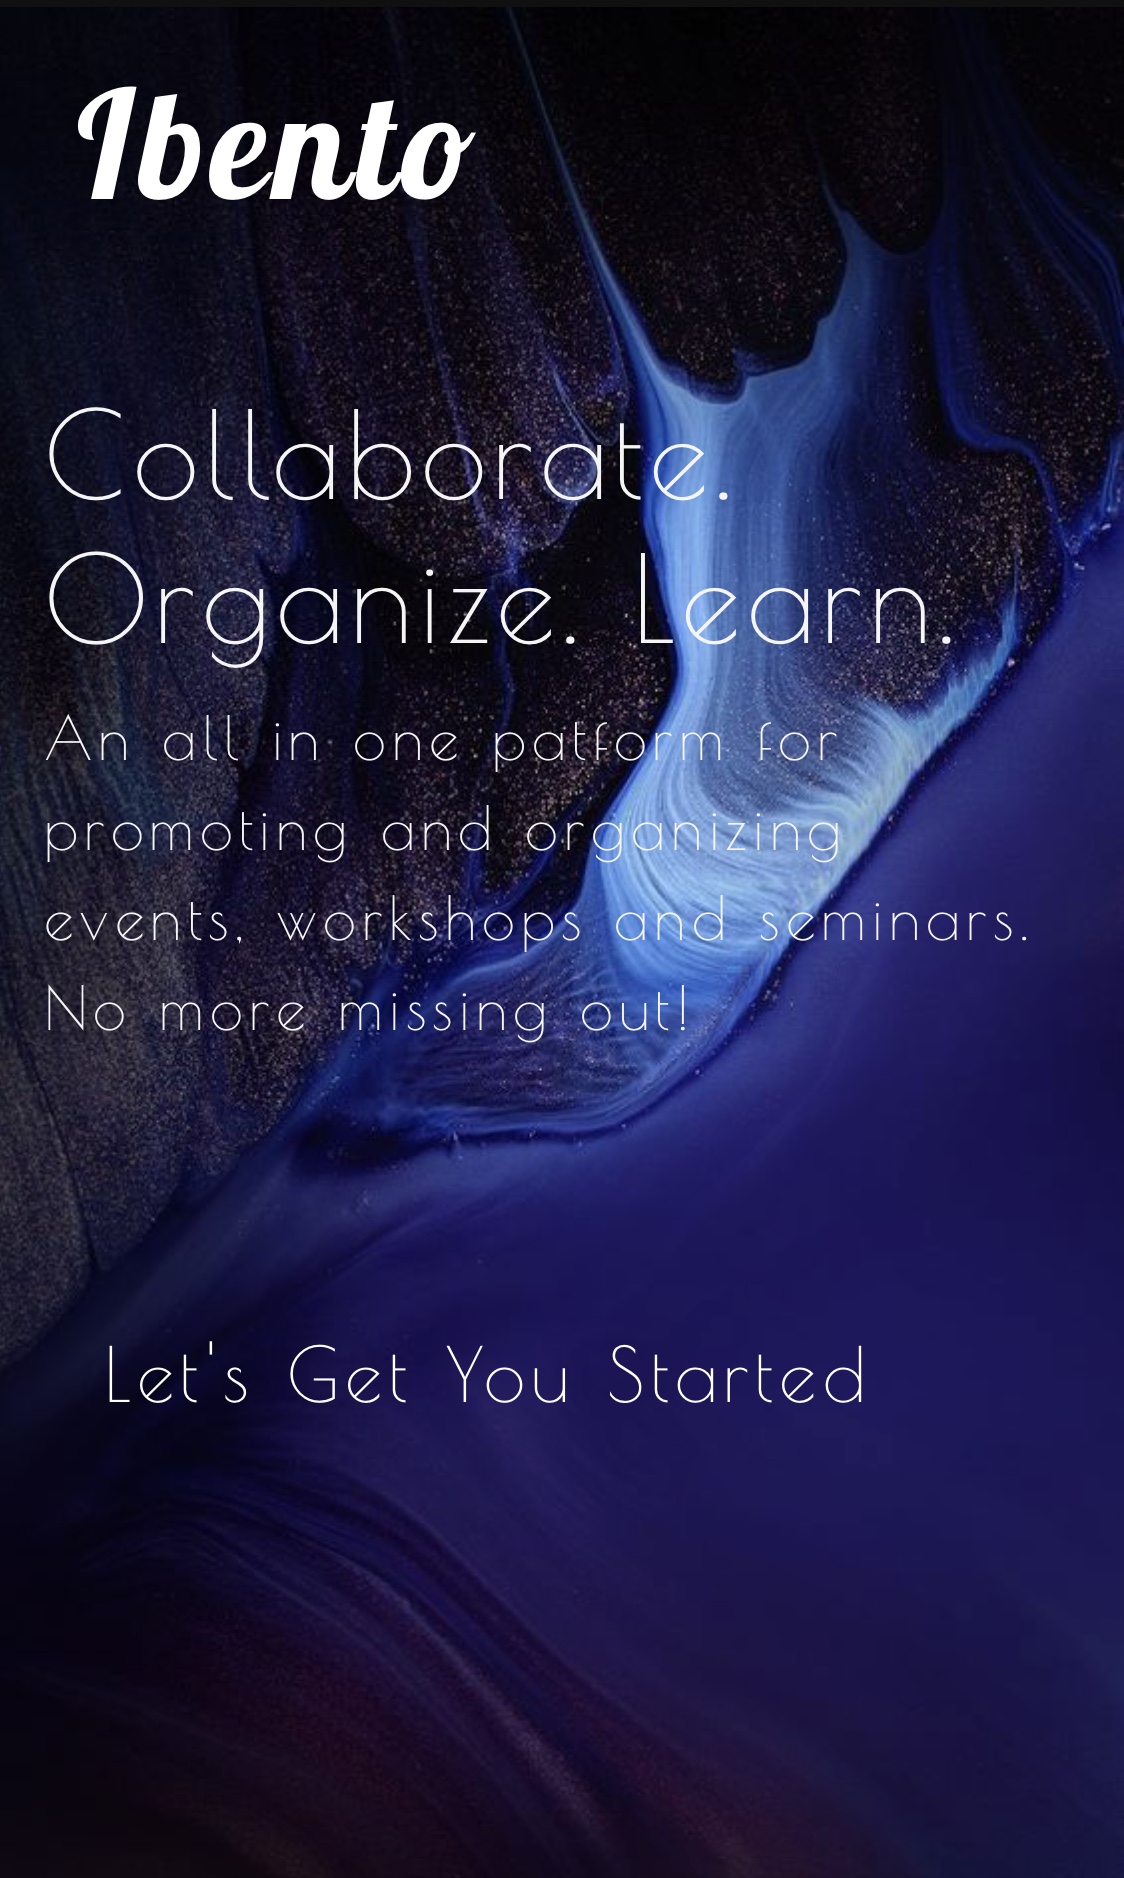 Ibento
Collaborate.
Organize. Learn.
An all in one patform for
promoting and organizing
events, workshops and seminars.
No more missing out!
Let's Get You Started